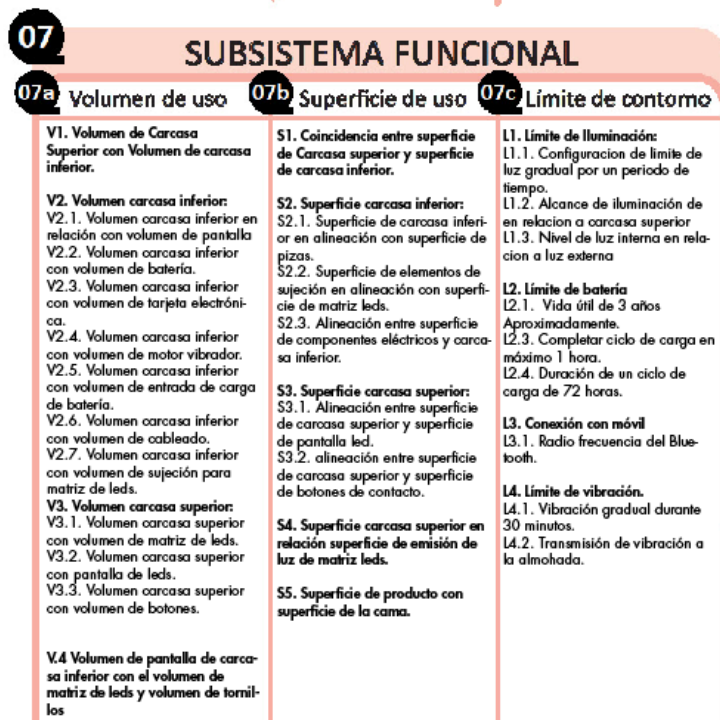 07
SUBSISTEMA FUNCIONAL
07a Volumen de uso
V1. Volumen de Carcasa
Superior con Volumen de carcasa
inferior.
V2. Volumen carcasa inferior:
V2.1. Volumen carcasa inferior en
relación con volumen de pantalla
V2.2. Volumen carcasa inferior
con volumen de batería.
V2.3. Volumen carcasa inferior
con volumen de tarjeta electróni-
ca.
V2.4. Volumen carcasa inferior
con volumen de motor vibrador.
V2.5. Volumen carcasa inferior
con volumen de entrada de carga
de batería.
V2.6. Volumen carcasa inferior
con volumen de cableado.
V2.7. Volumen carcasa inferior
con volumen de sujeción para
matriz de leds.
V3. Volumen carcasa superior:
V3.1. Volumen carcasa superior
con volumen de matriz de leds.
V3.2. Volumen carcasa superior
con pantalla de leds.
V3.3. Volumen carcasa superior
con volumen de botones.
V.4 Volumen de pantalla de carca-
sa inferior con el volumen de
matriz de leds y volumen de tornil-
los
07b Superficie de uso
S1. Coincidencia entre superficie
de Carcasa superior y superficie
de carcasa inferior.
S2. Superficie carcasa inferior:
S2.1. Superficie de carcasa inferi-
or en alineación con superficie de
pizas.
S2.2. Superficie de elementos de
sujeción en alineación con superfi-
cie de matriz leds.
S2.3. Alineación entre superficie
de componentes eléctricos y carca-
sa inferior.
S3. Superficie carcasa superior:
S3.1. Alineación entre superficie
de carcasa superior y superficie
de pantalla led.
S3.2. alineación entre superficie
de carcasa superior y superficie
de botones de contacto.
S4. Superficie carcasa superior en
relación superficie de emisión de
luz de matriz leds.
S5. Superficie de producto con
superficie de la cama.
07c Límite de contorno
L1. Límite de Iluminación:
L1.1. Configuracion de limite de
luz gradual por un periodo de
tiempo.
L1.2. Alcance de iluminación de
en relacion a carcasa superior
L1.3. Nivel de luz interna en rela-
cion a luz externa
L2. Límite de batería
L2.1. Vida útil de 3 años
Aproximadamente.
L2.3. Completar ciclo de carga en
máximo 1 hora.
L2.4. Duración de un ciclo de
carga de 72 horas.
L3. Conexión con móvil
L3.1. Radio frecuencia del Blue-
tooth.
L4. Límite de vibración.
L4.1. Vibración gradual durante
30 minutos.
L4.2. Transmisión de vibración a
la almohada.